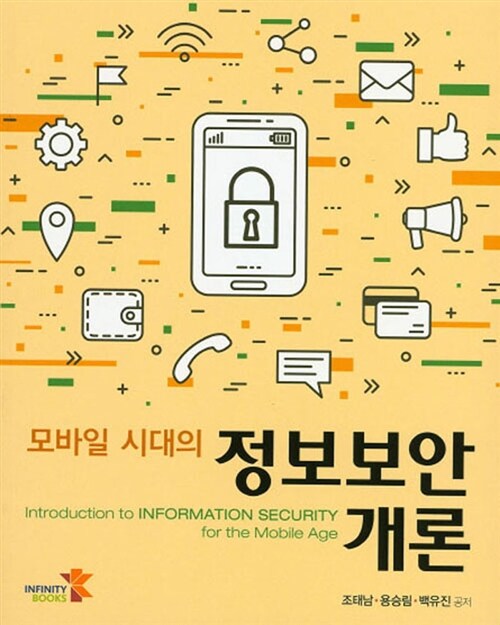 모바일 시대의 정보보안
Introduction to INFORMATION SECURITY
for the Mobile Age
개론
INFINITY
BOOKS
조태남 • 용승림 • 백유진 공저